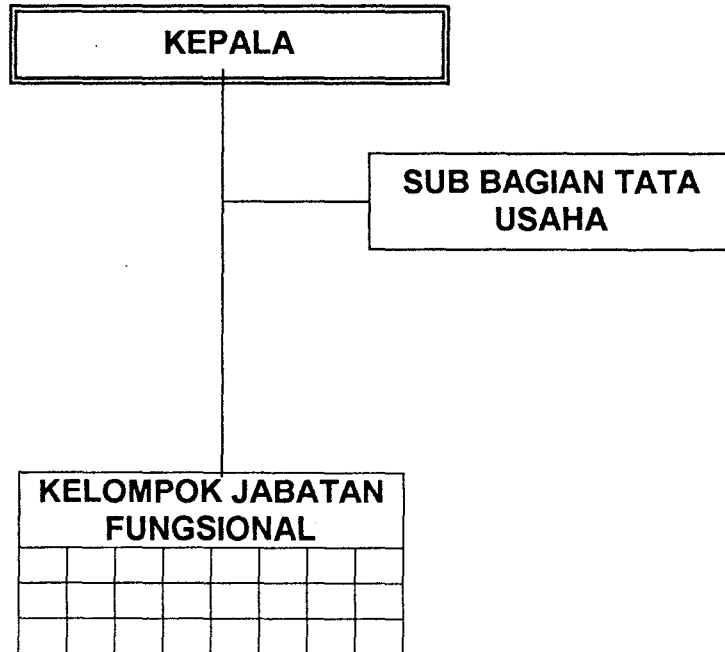 KEPALA
SUB BAGIAN TATA
USAHA
KELOMPOK JABATAN
FUNGSIONAL